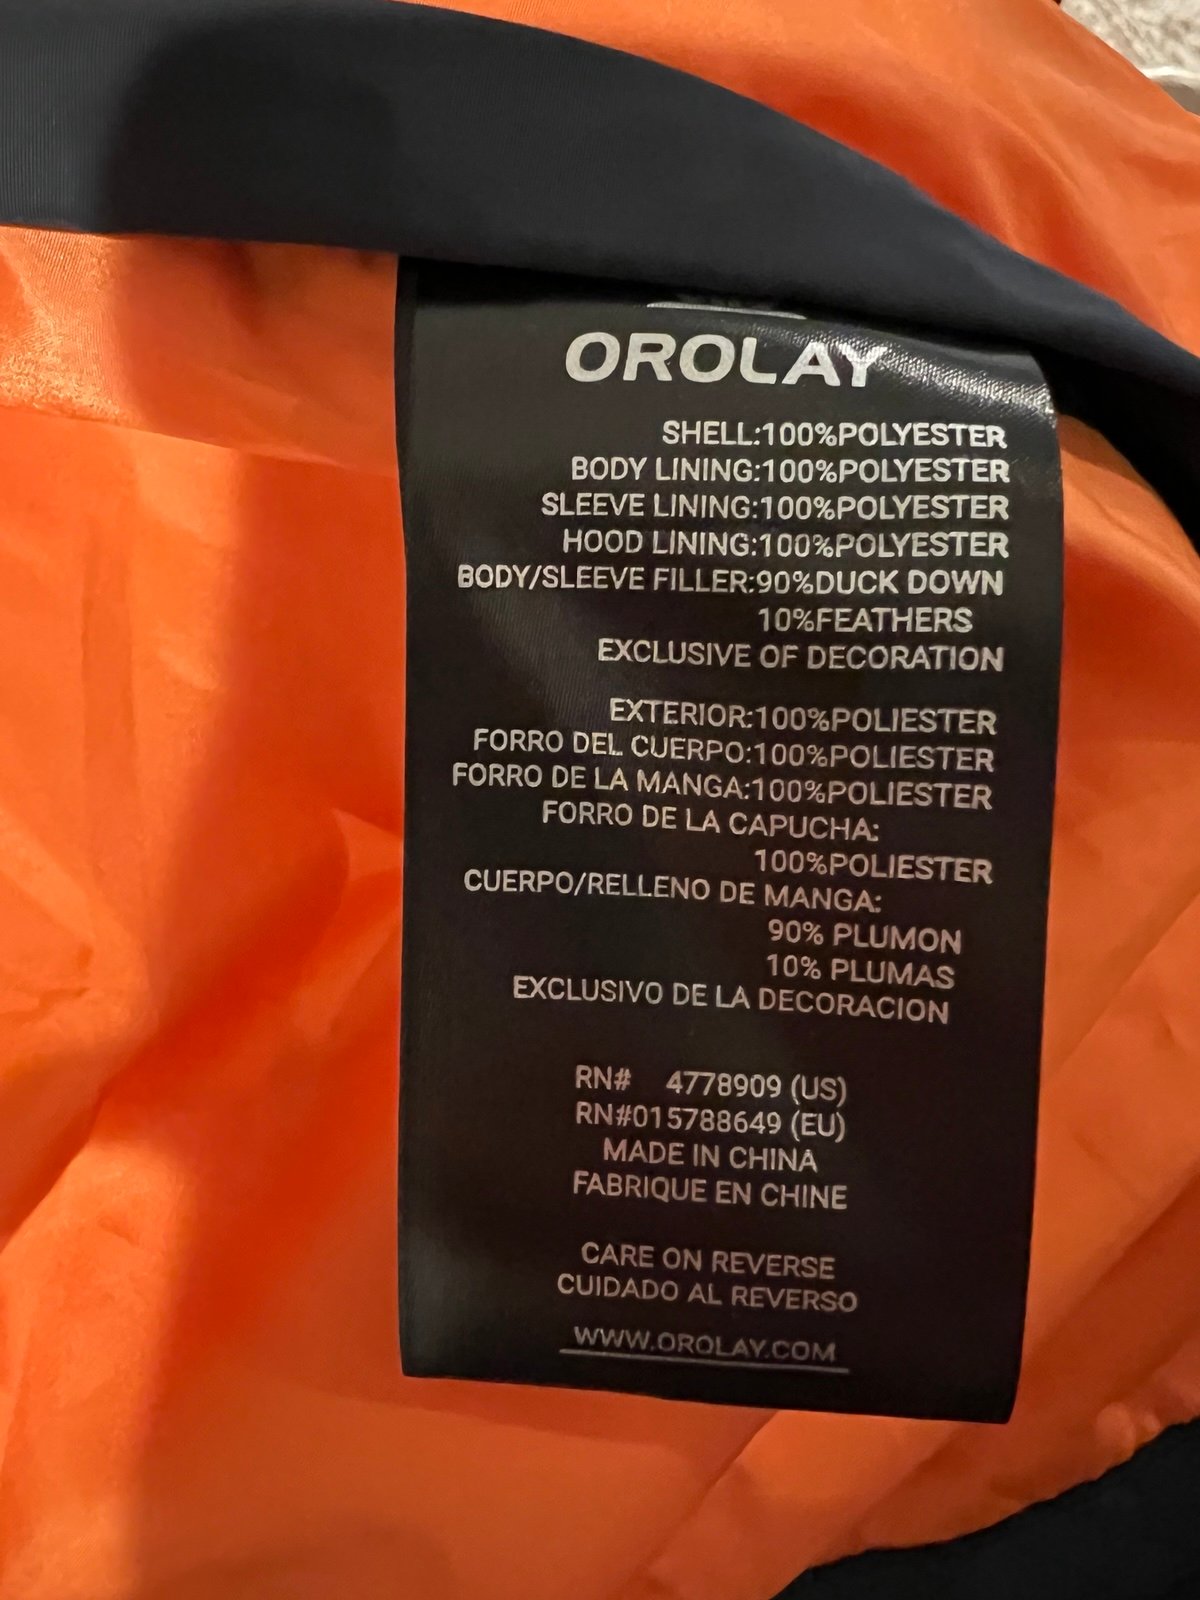 OROLAY
SHELL:100%POLYESTER
BODY LINING:100%POLYESTER
SLEEVE LINING:100%POLYESTER
HOOD LINING:100%POLYESTER
BODY/SLEEVE FILLER:90%DUCK DOWN
10%FEATHERS
EXCLUSIVE OF DECORATION
EXTERIOR:100%POLIESTER
FORRO DEL CUERPO:100%POLIESTER
FORRO DE LA MANGA:100%POLIESTER
FORRO DE LA CAPUCHA:
100%POLIESTER
CUERPO/RELLENO DE MANGA:
90% PLUMON
10% PLUMAS
EXCLUSIVO DE LA DECORACION
RN# 4778909 (US)
RN#015788649 (EU)
MADE IN CHINA
FABRIQUE EN CHINE
CARE ON REVERSE
CUIDADO AL REVERSO
WWW.OROLAY.COM